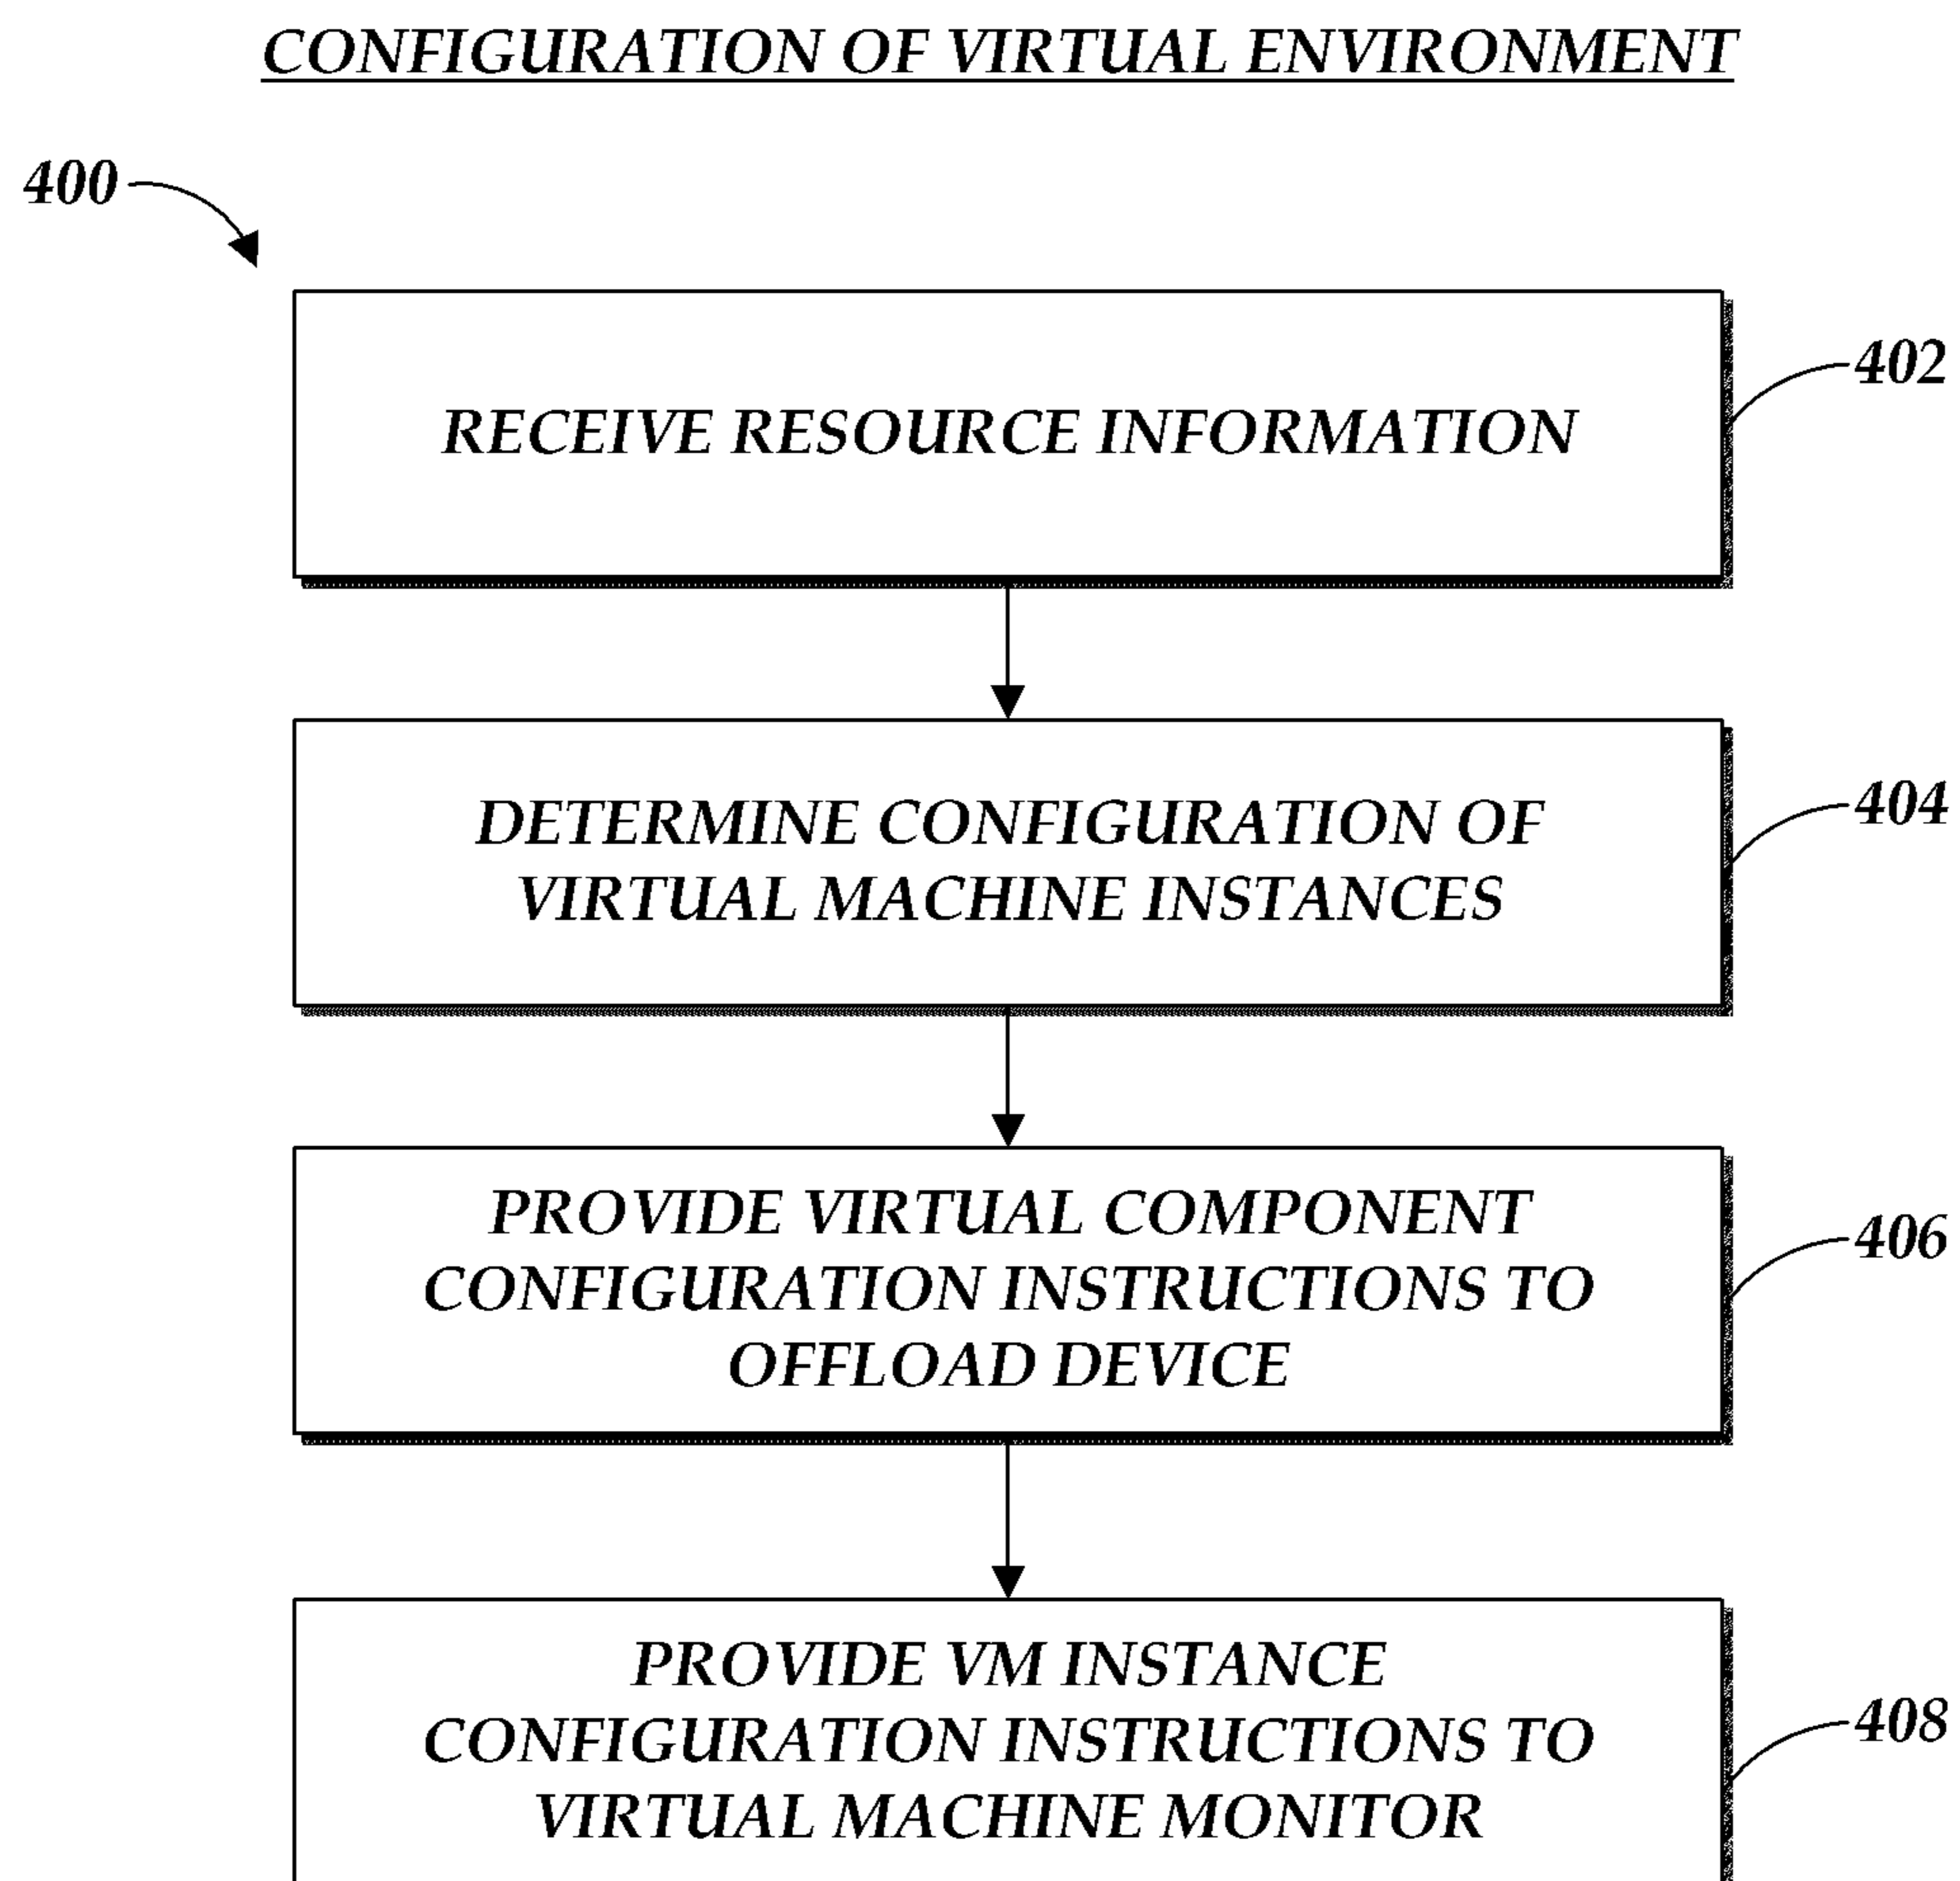 CONFIGURATION OF VIRTUAL ENVIRONMENT
400
402
RECEIVE RESOURCE INFORMATION
404
DETERMINE CONFIGURATION OF
VIRTUAL MACHINE INSTANCES
406
PROVIDE VIRTUAL COMPONENT
CONFIGURATION INSTRUCTIONS TO
OFFLOAD DEVICE
408
PROVIDE VM INSTANCE
CONFIGURATION INSTRUCTIONS TO
VIRTUAL MACHINE MONITOR